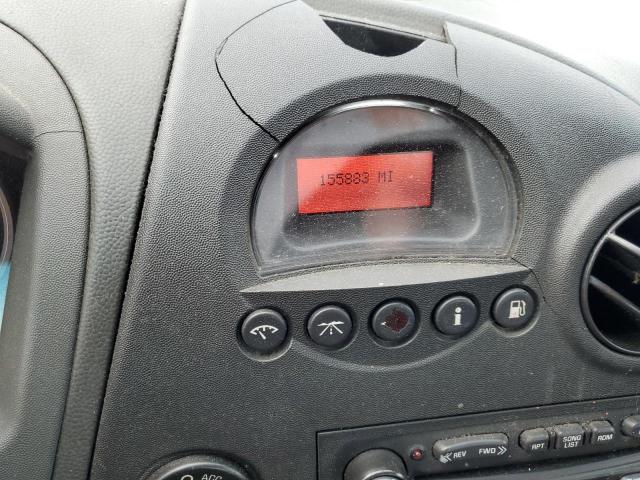 155883 MI
i
RPT SONG LIST RDM
REV FWD
ACC